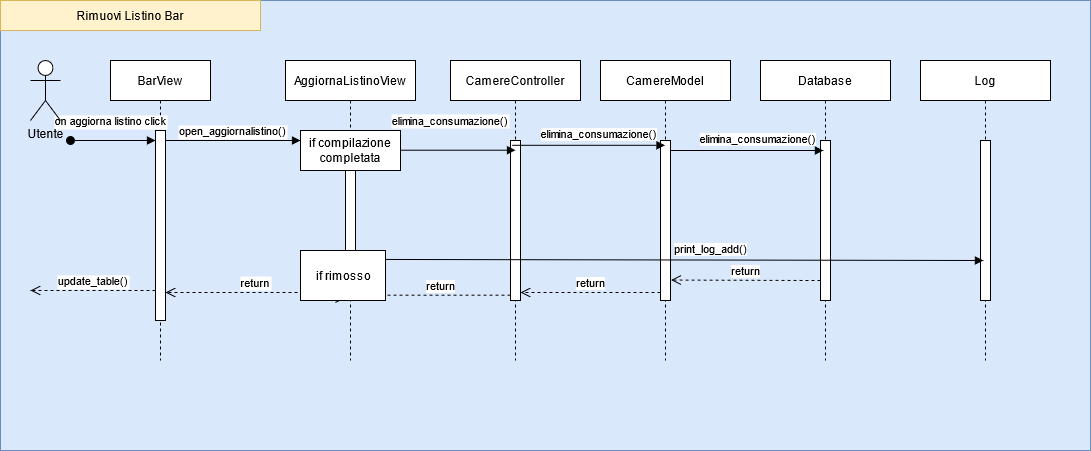 Rimuovi Listino Bar
BarView
AggiornaListinoView
CamereController
CamereModel
Database
Log
Utente
on aggiorna listino click
open_aggiornalistino()
if compilazione
completata
elimina_consumazione()
elimina_consumazione()
elimina_consumazione()
print_log_add()
if rimosso
return
return
return
return
update_table()